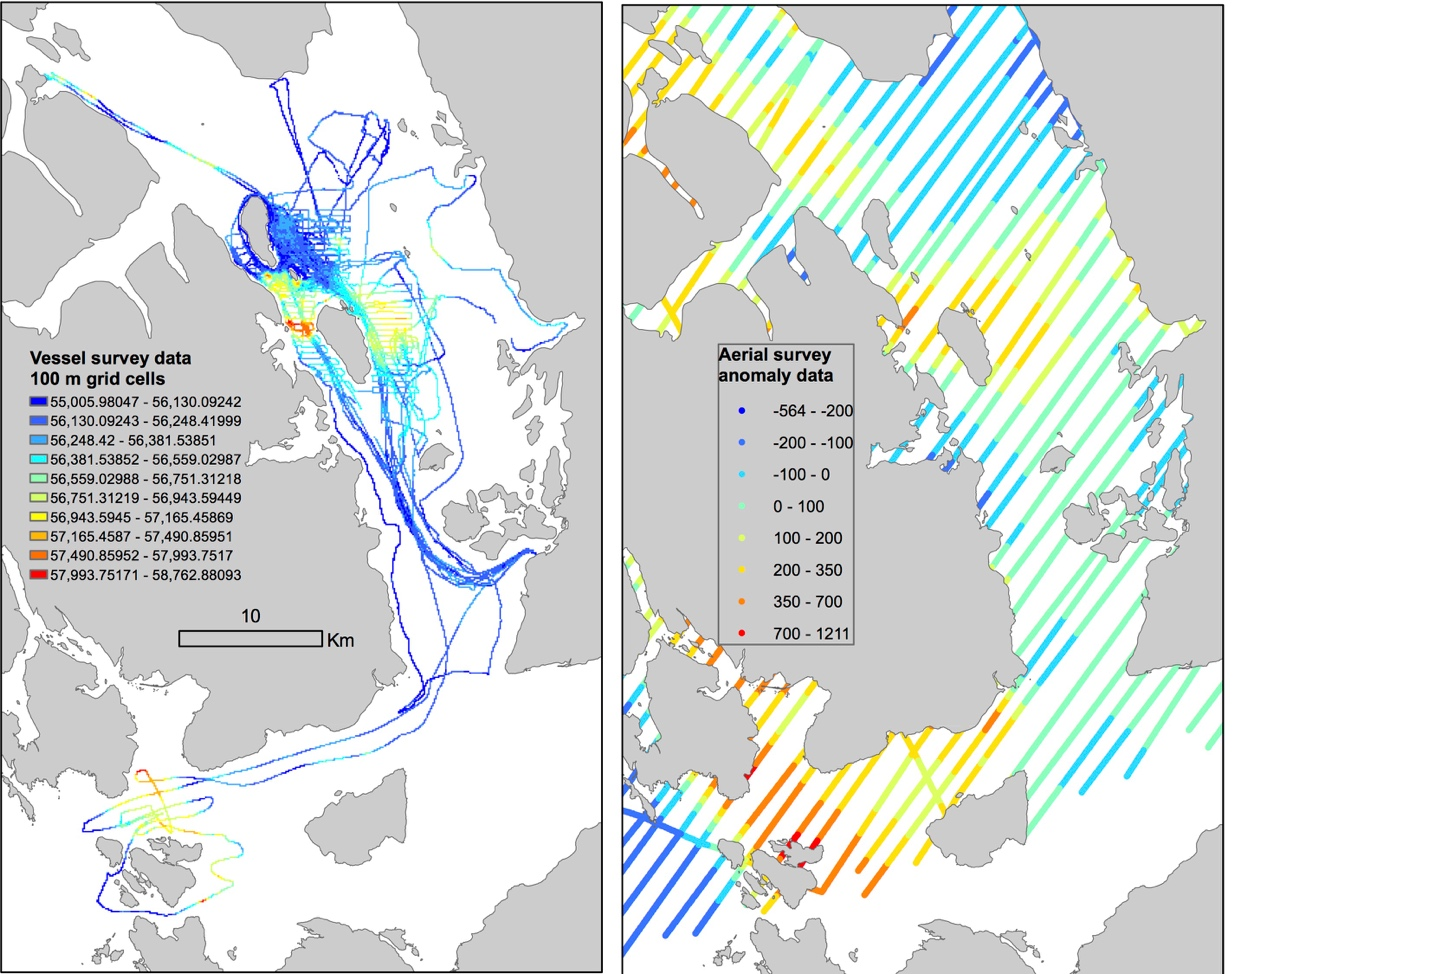 Vessel survey data
100 m grid cells
55,005.98047 - 56,130.09242
56,130.09243 - 56,248.41999
56,248.42 - 56,381.53851
56,381.53852 - 56,559.02987
56,559.02988 - 56,751.31218
56,751.31219 - 56,943.59449
56,943.5945 - 57,165.45869
57,165.4587 - 57,490.85951
57,490.85952 - 57,993.7517
57,993.75171 - 58,762.88093
10
Km
Aerial survey
anomaly data
-564 - -200
-200 - -100
-100 - 0
0 - 100
100 - 200
200 - 350
350 - 700
700 - 1211